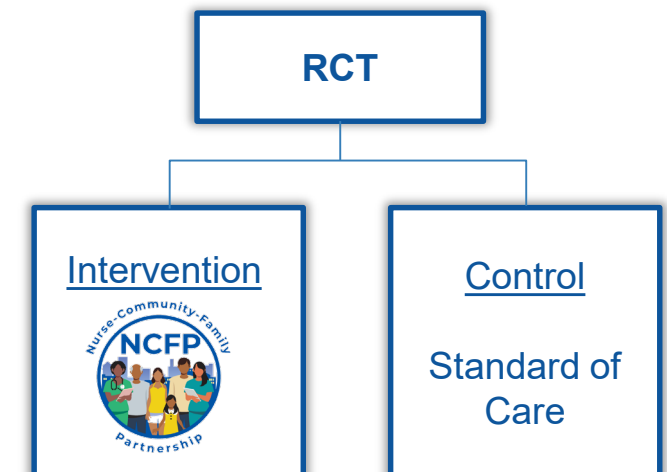 RCT
Intervention
Nurse-Community-Family
NCFP
Partnership
Control
Standard of
Care